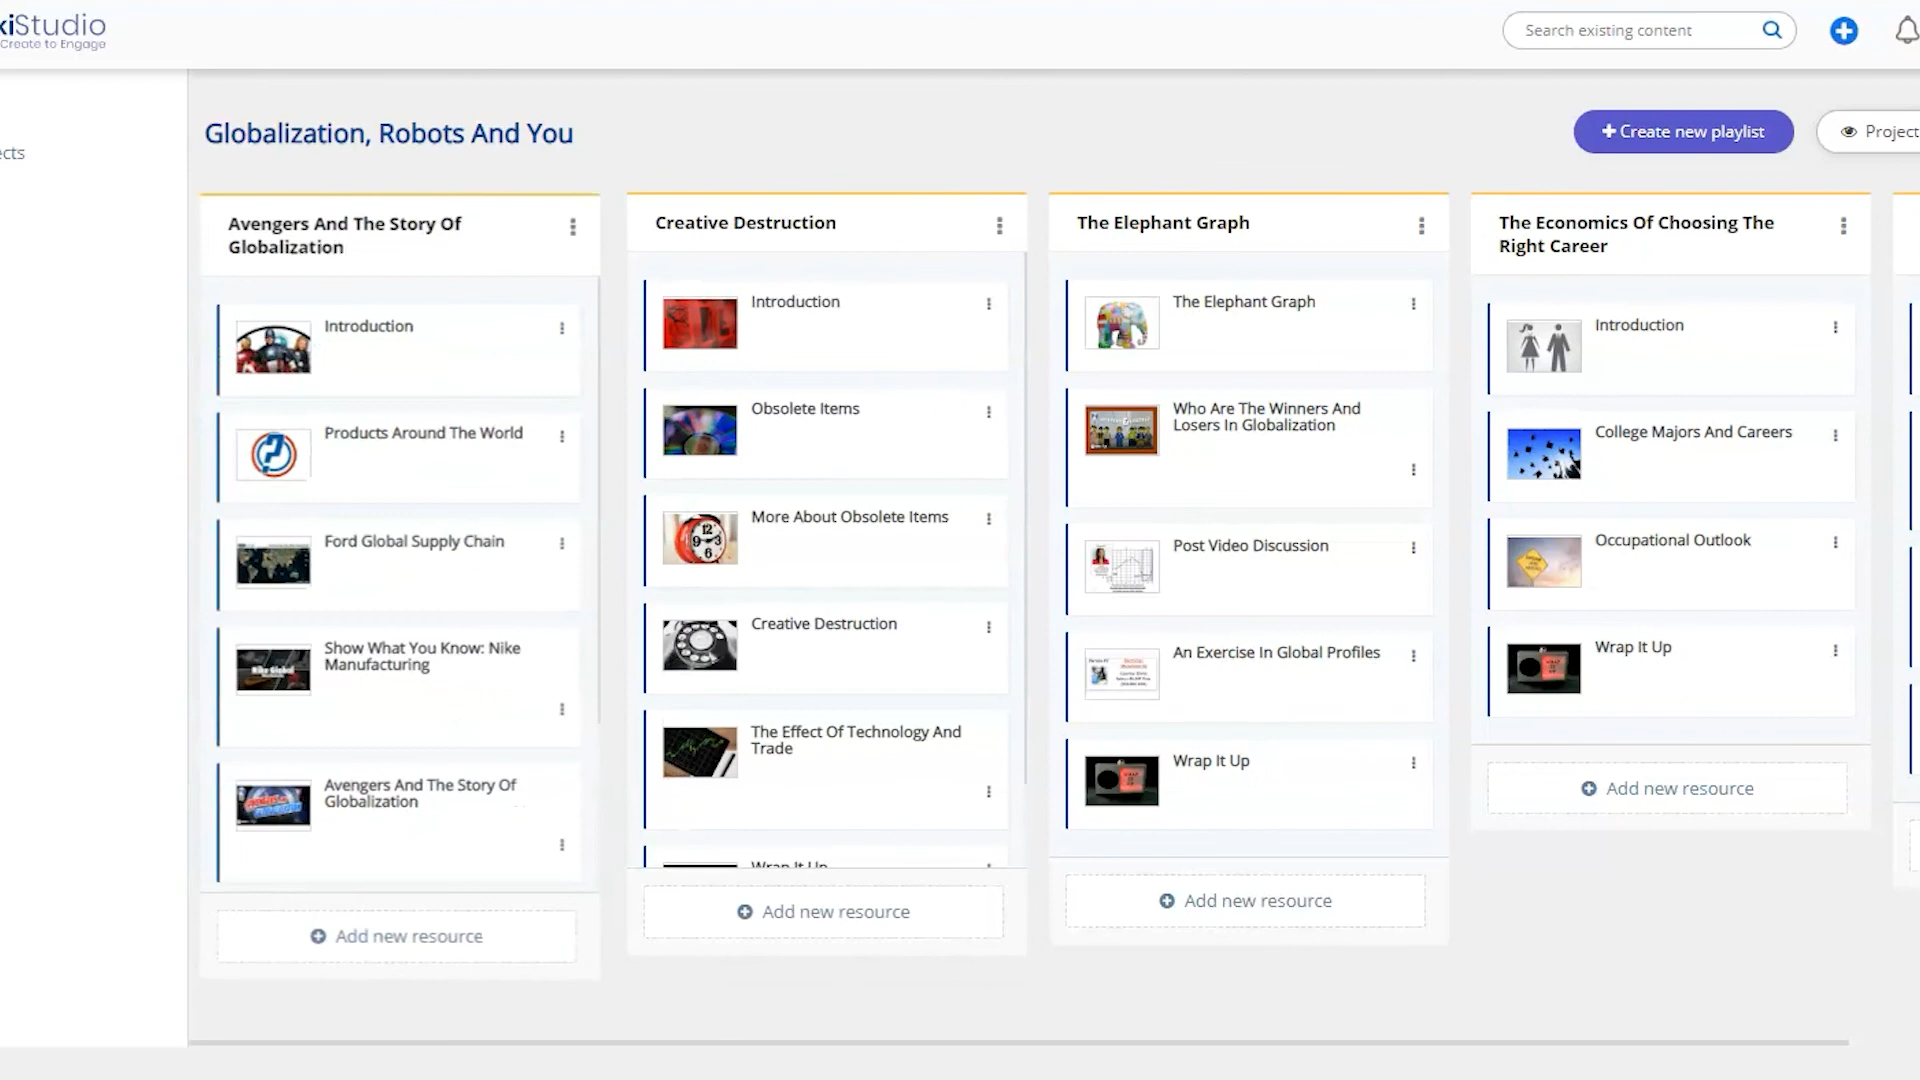 kiStudio
Create to Engage
Search existing content
ects
Globalization, Robots And You
Create new playlist
Project
Avengers And The Story Of
Globalization
Introduction
Products Around The World
Ford Global Supply Chain
Show What You Know: Nike
Manufacturing
Avengers And The Story Of
Globalization
Add new resource
Creative Destruction
Introduction
Obsolete Items
More About Obsolete Items
Creative Destruction
The Effect Of Technology And
Trade
Wrap It Up
Add new resource
The Elephant Graph
The Elephant Graph
Who Are The Winners And
Losers In Globalization
Post Video Discussion
An Exercise In Global Profiles
Wrap It Up
Add new resource
The Economics Of Choosing The
Right Career
Introduction
College Majors And Careers
Occupational Outlook
Wrap It Up
Add new resource